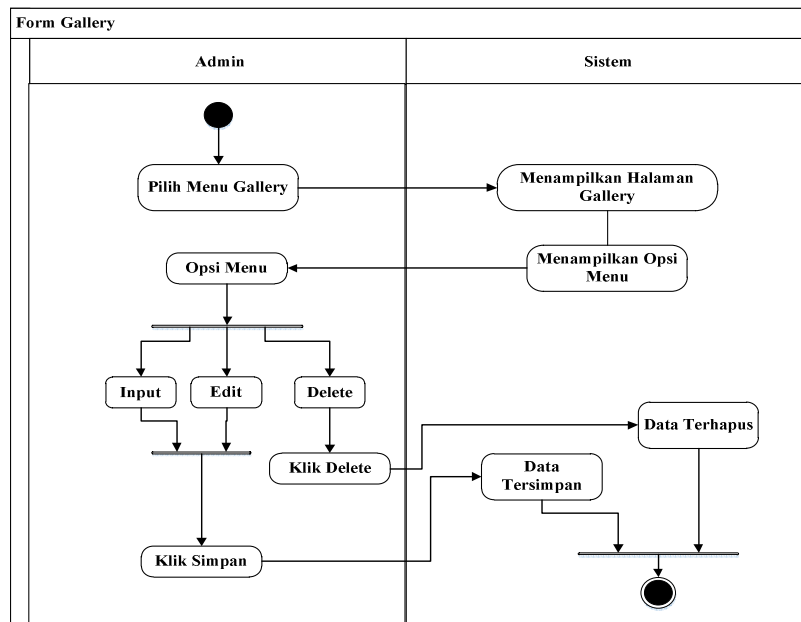 Form Gallery
Admin
Sistem
Pilih Menu Gallery
Menampilkan Halaman
Gallery
Opsi Menu
Menampilkan Opsi
Menu
Input
Edit
Delete
Data Terhapus
Klik Delete
Data
Tersimpan
Klik Simpan